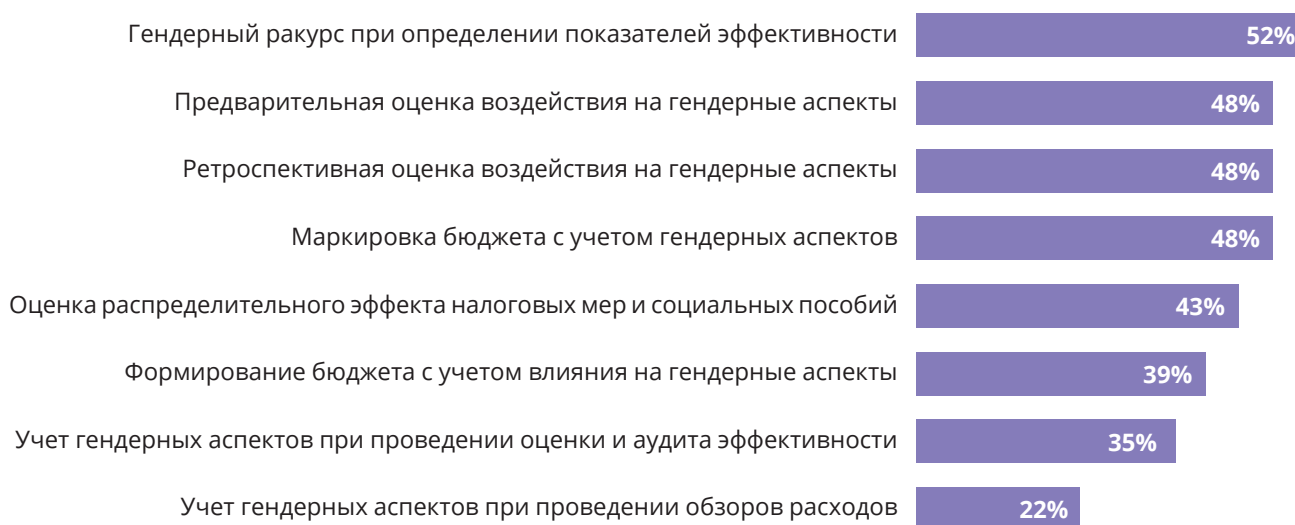 Гендерный ракурс при определении показателей эффективности 52%
Предварительная оценка воздействия на гендерные аспекты 48%
Ретроспективная оценка воздействия на гендерные аспекты 48%
Маркировка бюджета с учетом гендерных аспектов 48%
Оценка распределительного эффекта налоговых мер и социальных пособий 43%
Формирование бюджета с учетом влияния на гендерные аспекты 39%
Учет гендерных аспектов при проведении оценки и аудита эффективности 35%
Учет гендерных аспектов при проведении обзоров расходов 22%